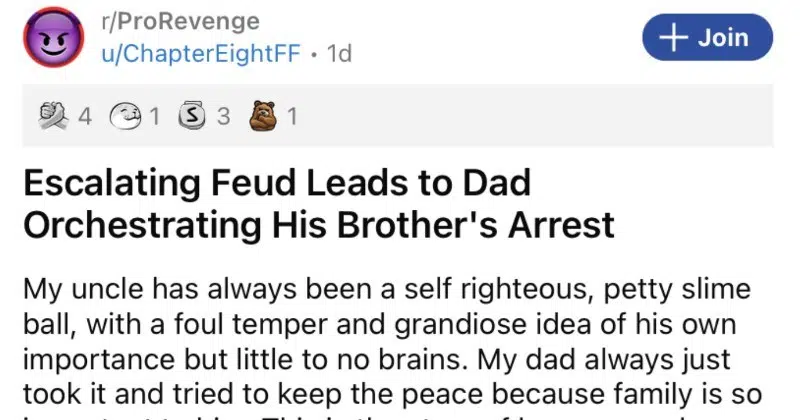 r/ProRevenge
u/ChapterEightFF • 1d
+ Join
4 1 S 3 1
Escalating Feud Leads to Dad
Orchestrating His Brother's Arrest
My uncle has always been a self righteous, petty slime
ball, with a foul temper and grandiose idea of his own
importance but little to no brains. My dad always just
took it and tried to keep the peace because family is so